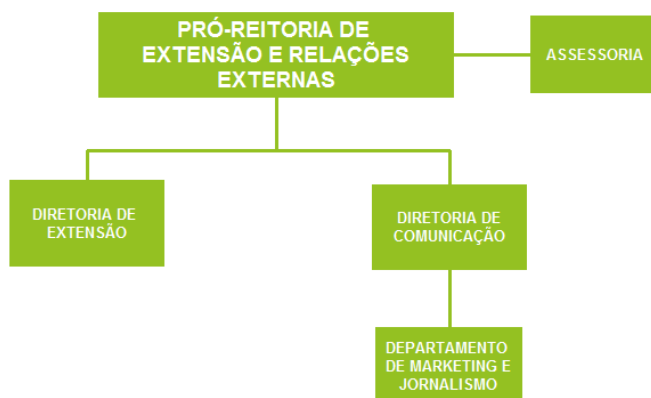 PRÓ-REITORIA DE
EXTENSÃO E RELAÇÕES
EXTERNAS
ASSESSORIA
DIRETORIA DE
EXTENSÃO
DIRETORIA DE
COMUNICAÇÃO
DEPARTAMENTO
DE MARKETING E
JORNALISMO